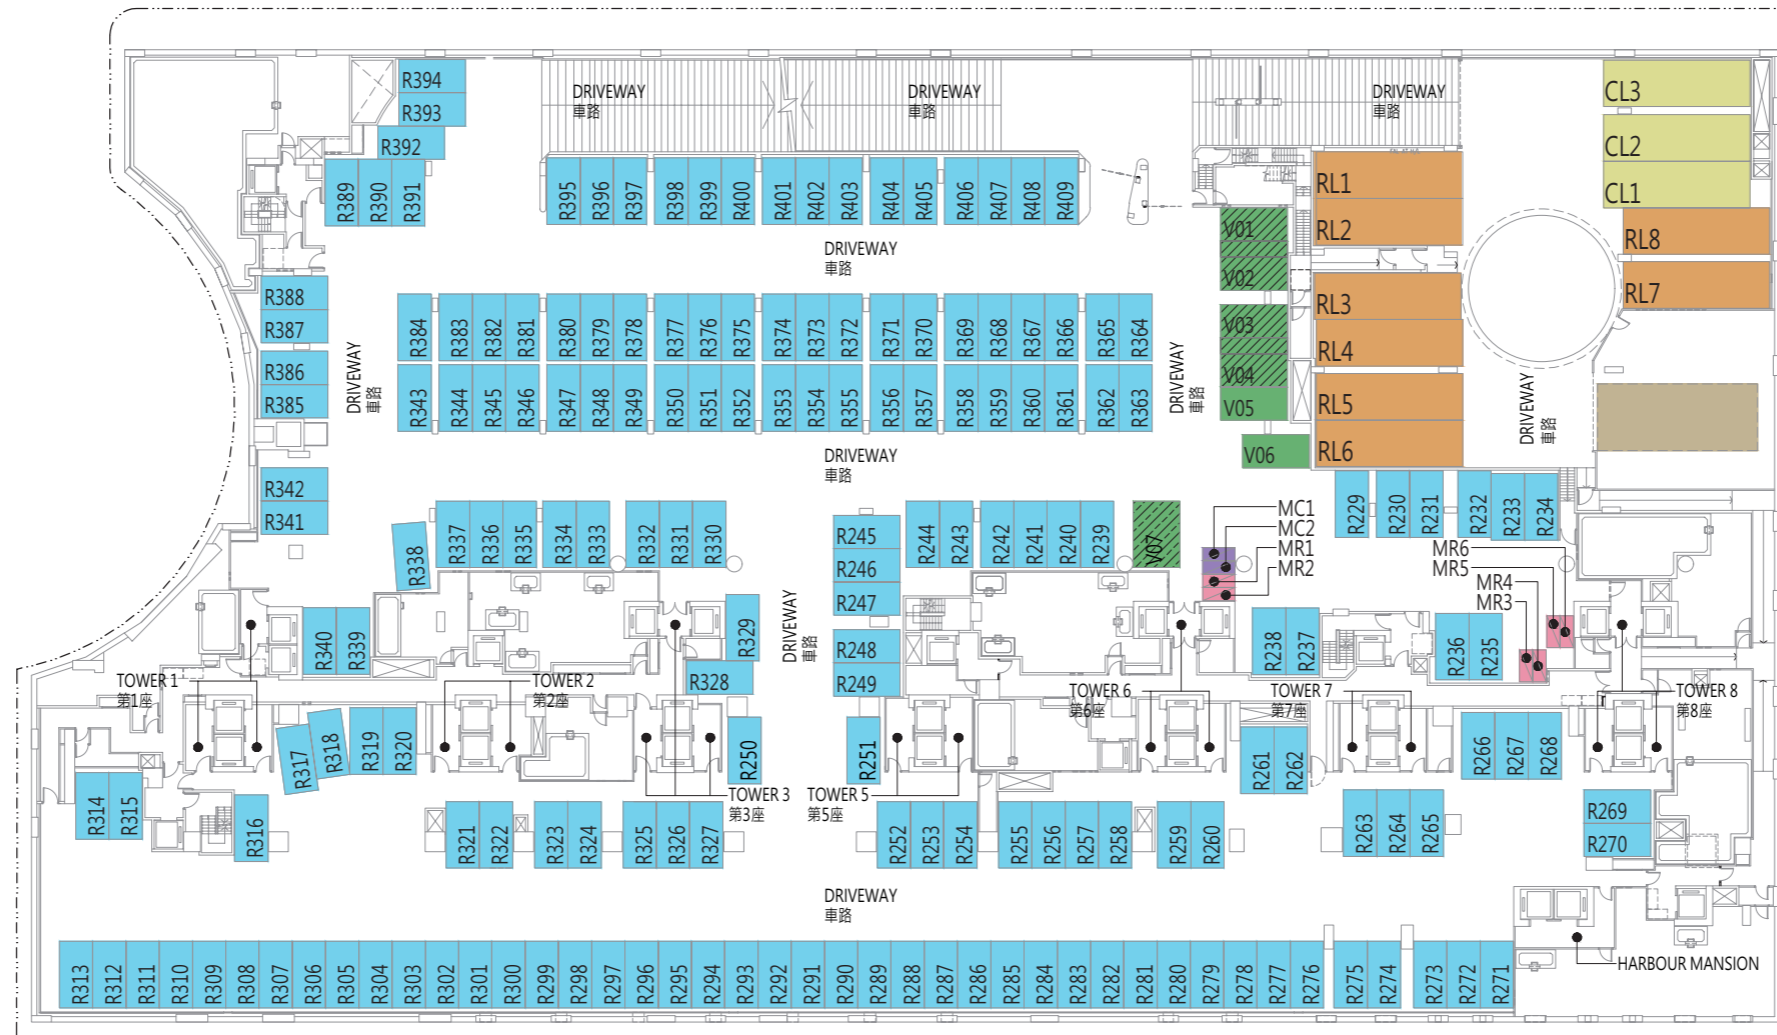 R394
R393
R392
R389
R390
R391
DRIVEWAY
車路
DRIVEWAY
車路
DRIVEWAY
車路
CL3
CL2
CL1
R395
R396
R397
R398
R399
R400
R401
R402
R403
R404
R405
R406
R407
R408
R409
RL1
RL2
V01
V02
RL8
RL7
DRIVEWAY
車路
R388
R387
R386
R385
DRIVEWAY
車路
R384
R383
R382
R381
R380
R379
R378
R377
R376
R375
R374
R373
R372
R371
R370
R369
R368
R367
R366
R365
R364
R343
R344
R345
R346
R347
R348
R349
R350
R351
R352
R353
R354
R355
R356
R357
R358
R359
R360
R361
R362
R363
DRIVEWAY
車路
V03
V04
V05
V06
RL3
RL4
RL5
RL6
DRIVEWAY
車路
DRIVEWAY
車路
R342
R341
R338
R337
R336
R335
R334
R333
R332
R331
R330
R245
R246
R247
R248
R249
R244
R243
R242
R241
R240
R239
V07
MC1
MC2
MR1
MR2
R229
R230
R231
R232
R233
R234
MR6
MR5
MR4
MR3
R340
R339
R329
R328
DRIVEWAY
車路
R238
R237
R236
R235
TOWER 1
第1座
TOWER 2
第2座
TOWER 6
第6座
TOWER 7
第7座
TOWER 8
第8座
R317
R318
R319
R320
R250
R251
R261
R262
R266
R267
R268
TOWER 3
第3座
TOWER 5
第5座
R314
R315
R316
R321
R322
R323
R324
R325
R326
R327
R252
R253
R254
R255
R256
R257
R258
R259
R260
R263
R264
R265
R269
R270
DRIVEWAY
車路
R313
R312
R311
R310
R309
R308
R307
R306
R305
R304
R303
R302
R301
R300
R299
R298
R297
R296
R295
R294
R293
R292
R291
R290
R289
R288
R287
R286
R285
R284
R283
R282
R281
R280
R279
R278
R277
R276
R275
R274
R273
R272
R271
HARBOUR MANSION